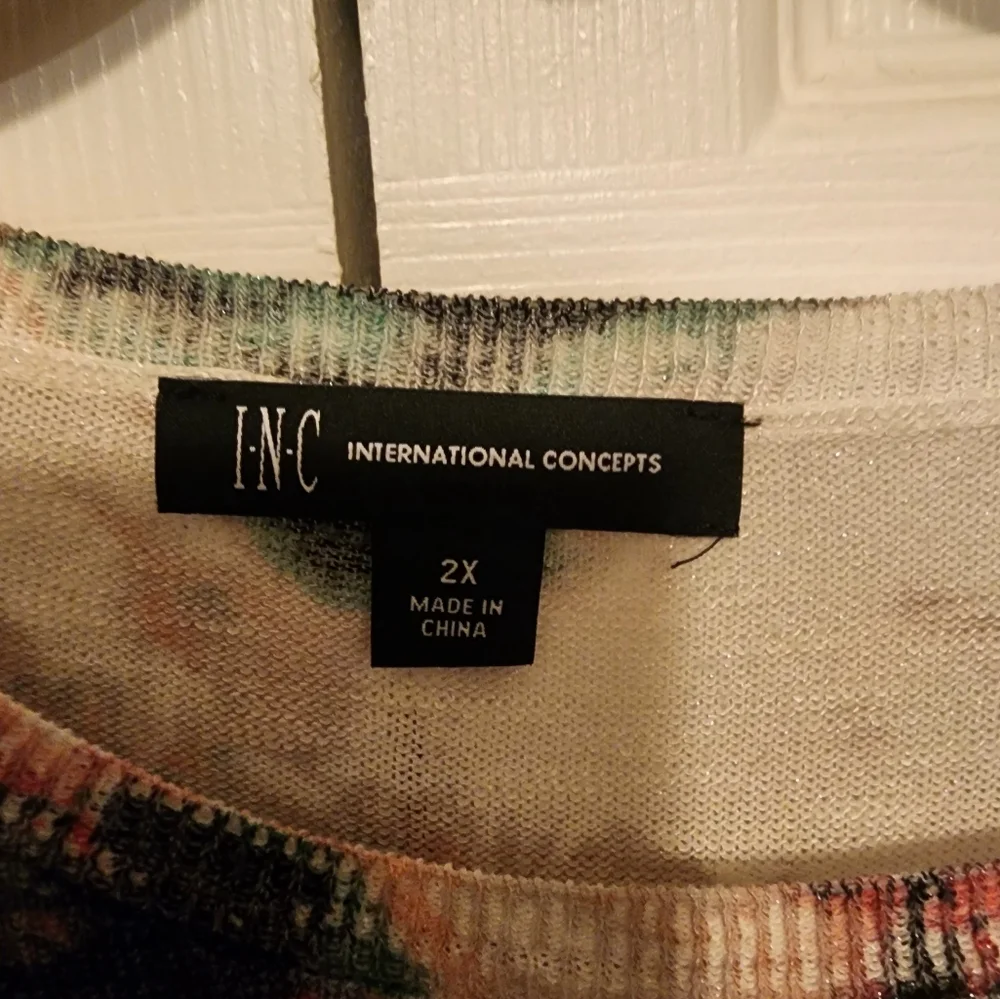 I·N·C INTERNATIONAL CONCEPTS
2X
MADE IN
CHINA